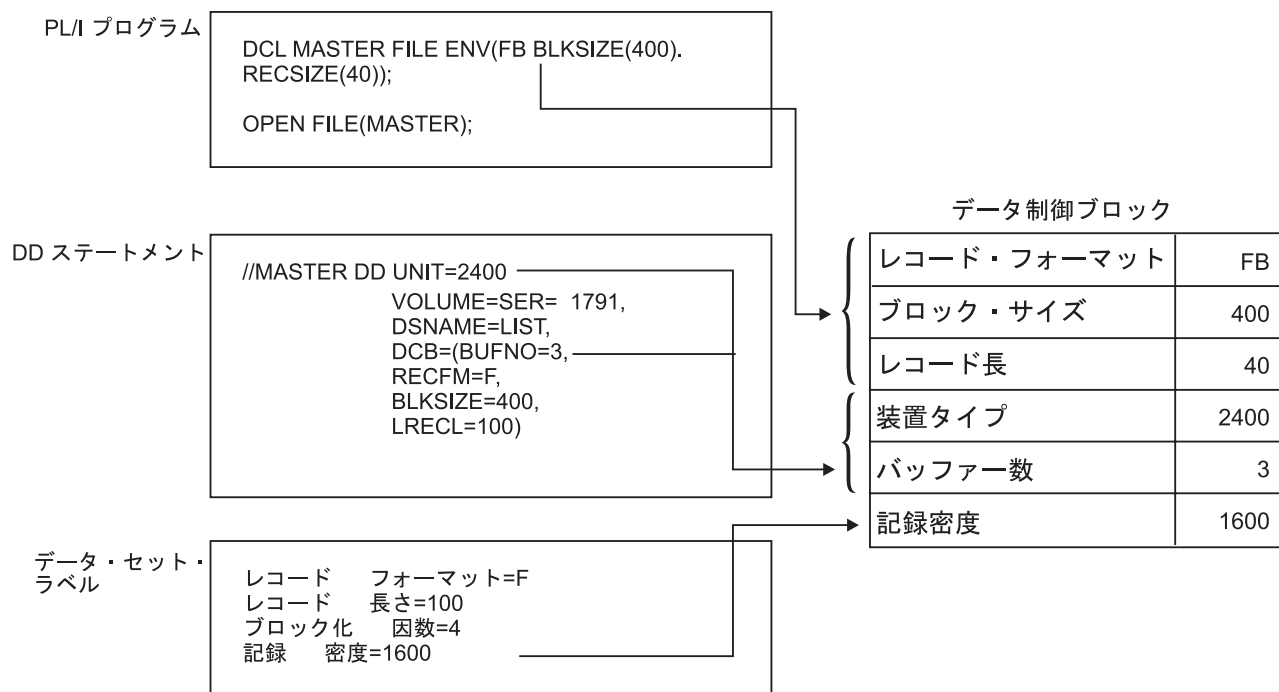 PL/I プログラム
DCL MASTER FILE ENV(FB BLKSIZE(400).
RECSIZE(40));
OPEN FILE(MASTER);
DD ステートメント
//MASTER DD UNIT=2400
VOLUME=SER= 1791,
DSNAME=LIST,
DCB=(BUFNO=3,
RECFM=F,
BLKSIZE=400,
LRECL=100)
データ・セット・
ラベル
レコード フォーマット=F
レコード 長さ=100
ブロック化 因数=4
記録 密度=1600
データ制御ブロック
レコード・フォーマット FB
ブロック・サイズ 400
レコード長 40
装置タイプ 2400
バッファー数 3
記録密度 1600